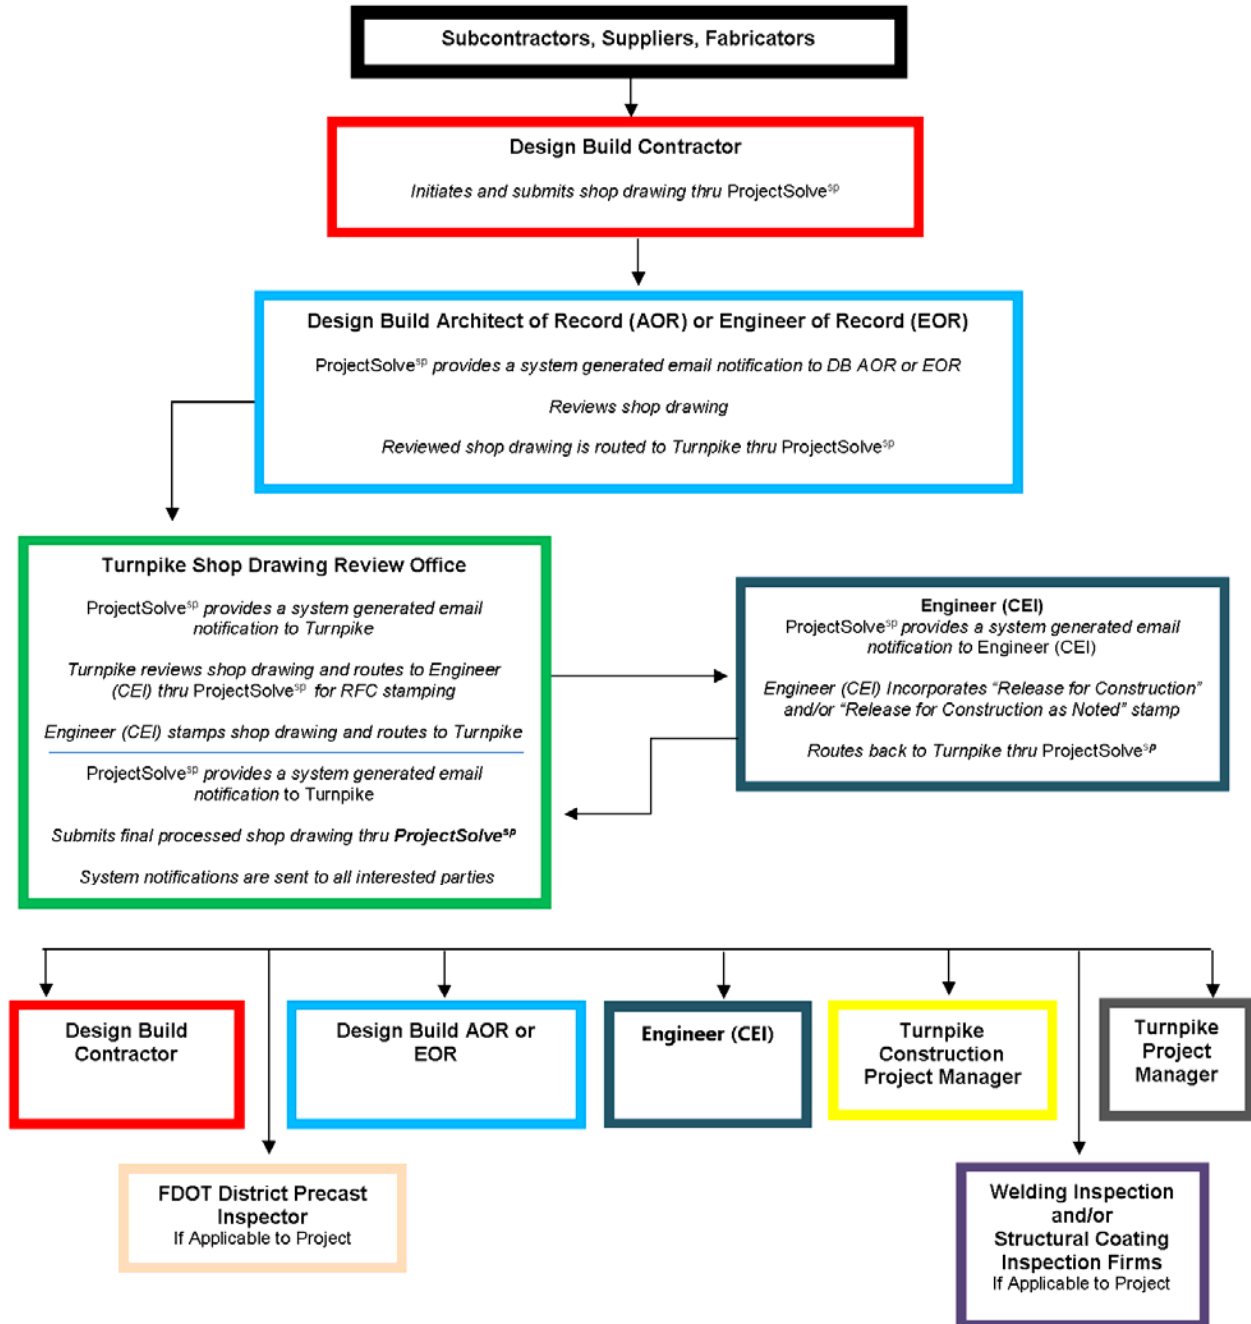 Subcontractors, Suppliers, Fabricators
Design Build Contractor
Initiates and submits shop drawing thru ProjectSolvesp
Design Build Architect of Record (AOR) or Engineer of Record (EOR)
ProjectSolvesp provides a system generated email notification to DB AOR or EOR
Reviews shop drawing
Reviewed shop drawing is routed to Turnpike thru ProjectSolvesp
Turnpike Shop Drawing Review Office
ProjectSolvesp provides a system generated email
notification to Turnpike
Turnpike reviews shop drawing and routes to Engineer
(CEI) thru ProjectSolvesp for RFC stamping
Engineer (CEI) stamps shop drawing and routes to Turnpike
ProjectSolvesp provides a system generated email
notification to Turnpike
Submits final processed shop drawing thru ProjectSolvesp
System notifications are sent to all interested parties
Engineer (CEI)
ProjectSolvesp provides a system generated email
notification to Engineer (CEI)
Engineer (CEI) Incorporates “Release for Construction”
and/or “Release for Construction as Noted” stamp
Routes back to Turnpike thru ProjectSolvesp
Design Build
Contractor
Design Build AOR or
EOR
Engineer (CEI)
Turnpike
Construction
Project Manager
Turnpike
Project
Manager
FDOT District Precast
Inspector
If Applicable to Project
Welding Inspection
and/or
Structural Coating
Inspection Firms
If Applicable to Project